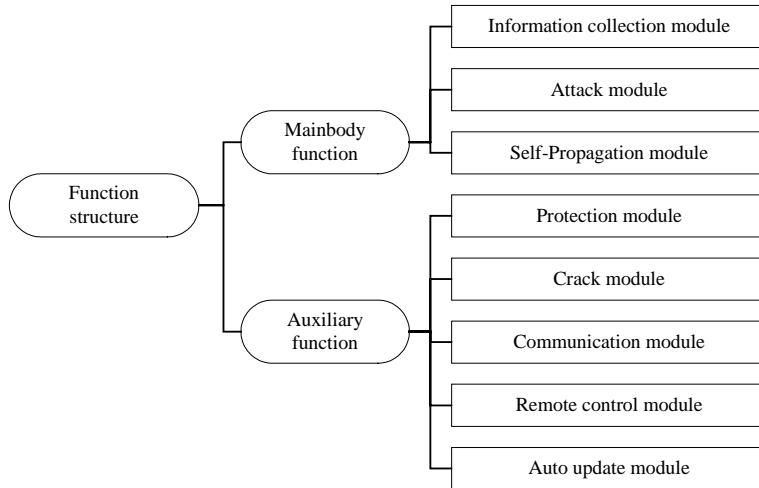 Function
structure
Mainbody
function
Information collection module
Attack module
Self-Propagation module
Auxiliary
function
Protection module
Crack module
Communication module
Remote control module
Auto update module